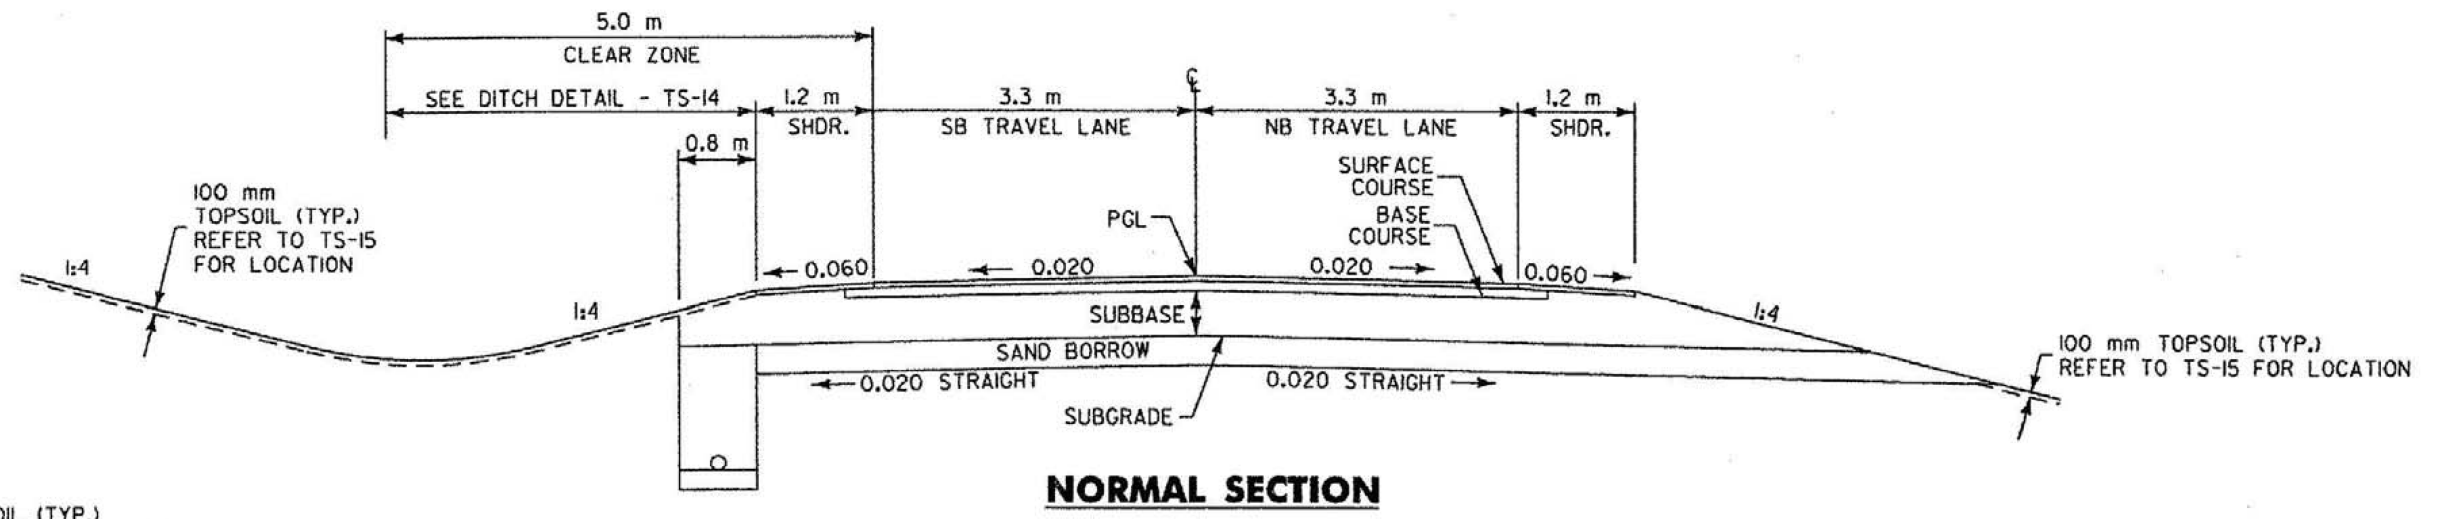 5.0 m
CLEAR ZONE
SEE DITCH DETAIL - TS-14
1.2 m
SHDR.
3.3 m
SB TRAVEL LANE
℄
3.3 m
NB TRAVEL LANE
1.2 m
SHDR.
0.8 m
100 mm
TOPSOIL (TYP.)
REFER TO TS-15
FOR LOCATION
SURFACE
COURSE
BASE
COURSE
PGL
1:4
1:4
0.060
0.020
0.020
0.060
1:4
SUBBASE
SAND BORROW
0.020 STRAIGHT
0.020 STRAIGHT
SUBGRADE
100 mm TOPSOIL (TYP.)
REFER TO TS-15 FOR LOCATION
NORMAL SECTION
(TYP.)